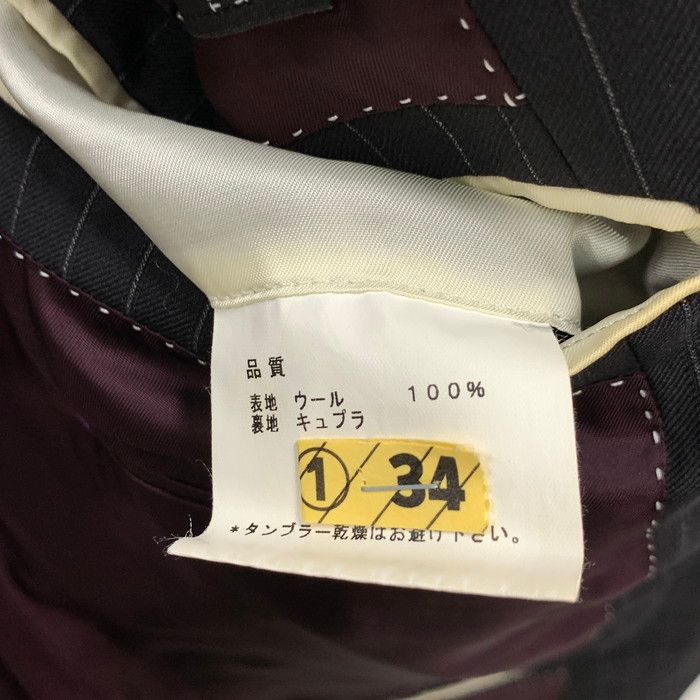 品質
表地 ウール 100%
裏地 キュプラ
① 34
*タンブラー乾燥はお避け下さい。